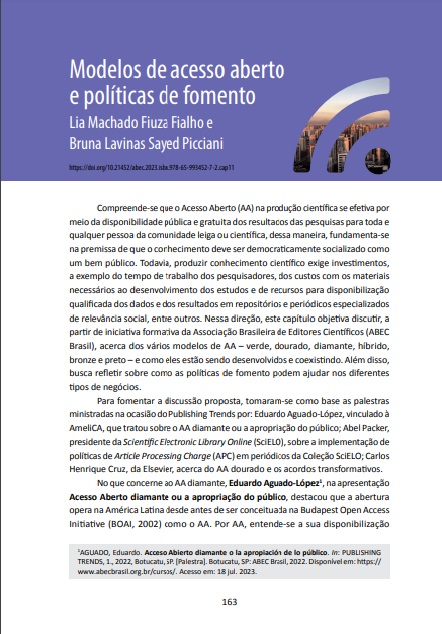 Modelos de acesso aberto
e políticas de fomento
Lia Machado Fiuza Fialho e
Bruna Lavinas Sayed Picciani
https://doi.org/10.21452/abec.2023.isbn.978-65-993452-7-2.cap11
Compreende-se que o Acesso Aberto (AA) na produção científica se efetiva por
meio da disponibilidade pública e gratuita dos resultados das pesquisas para toda e
qualquer pessoa da comunidade leiga ou científica, dessa maneira, fundamenta-se
na premissa de que o conhecimento deve ser democraticamente socializado como
um bem público. Todavia, produzir conhecimento científico exige investimentos,
a exemplo do tempo de trabalho dos pesquisadores, dos custos com os materiais
necessários ao desenvolvimento dos estudos e de recursos para disponibilização
qualificada dos dados e dos resultados em repositórios e periódicos especializados
de relevância social, entre outros. Nessa direção, este capítulo objetiva discutir, a
partir de iniciativa formativa da Associação Brasileira de Editores Científicos (ABEC
Brasil), acerca dos vários modelos de AA – verde, dourado, diamante, híbrido,
bronze e preto – e como eles estão sendo desenvolvidos e coexistindo. Além disso,
busca refletir sobre como as políticas de fomento podem ajudar nos diferentes
tipos de negócios.
Para fomentar a discussão proposta, tomaram-se como base as palestras
ministradas na ocasião do Publishing Trends por: Eduardo Aguado-López, vinculado à
AmeliCA, que tratou sobre o AA diamante ou a apropriação do público; Abel Packer,
presidente da Scientific Electronic Library Online (SciELO), sobre a implementação de
políticas de Article Processing Charge (APC) em periódicos da Coleção SciELO; Carlos
Henrique Cruz, da Elsevier, acerca do AA dourado e os acordos transformativos.
No que concerne ao AA diamante, Eduardo Aguado-López¹, na apresentação
Acesso Aberto diamante ou a apropriação do público, destacou que a abertura
opera na América Latina desde antes de ser conceituada na Budapest Open Access
Initiative (BOAI, 2002) como o AA. Por AA, entende-se a sua disponibilização
¹AGUADO, Eduardo. Acceso Abierto diamante o la apropiación de lo público. In: PUBLISHING
TRENDS, 1., 2022, Botucatu, SP. [Palestra]. Botucatu, SP: ABEC Brasil, 2022. Disponível em: https://
www.abecbrasil.org.br/cursos/. Acesso em: 18 jul. 2023.
163